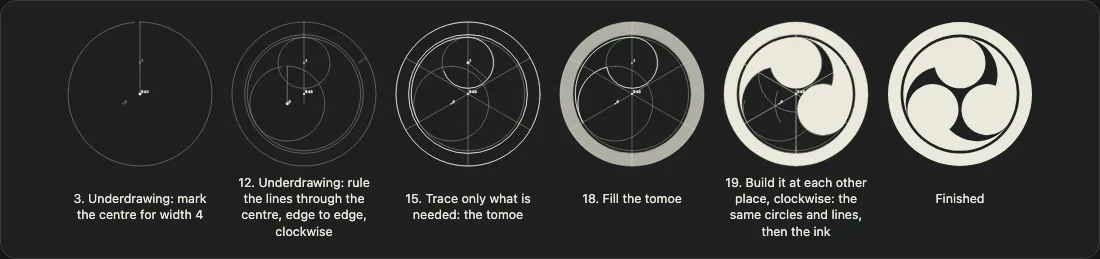 3. Underdrawing: mark
the centre for width 4
12. Underdrawing: rule
the lines through the
centre, edge to edge,
clockwise
15. Trace only what is
needed: the tomoe
18. Fill the tomoe
19. Build it at each other
place, clockwise: the
same circles and lines,
then the ink
Finished